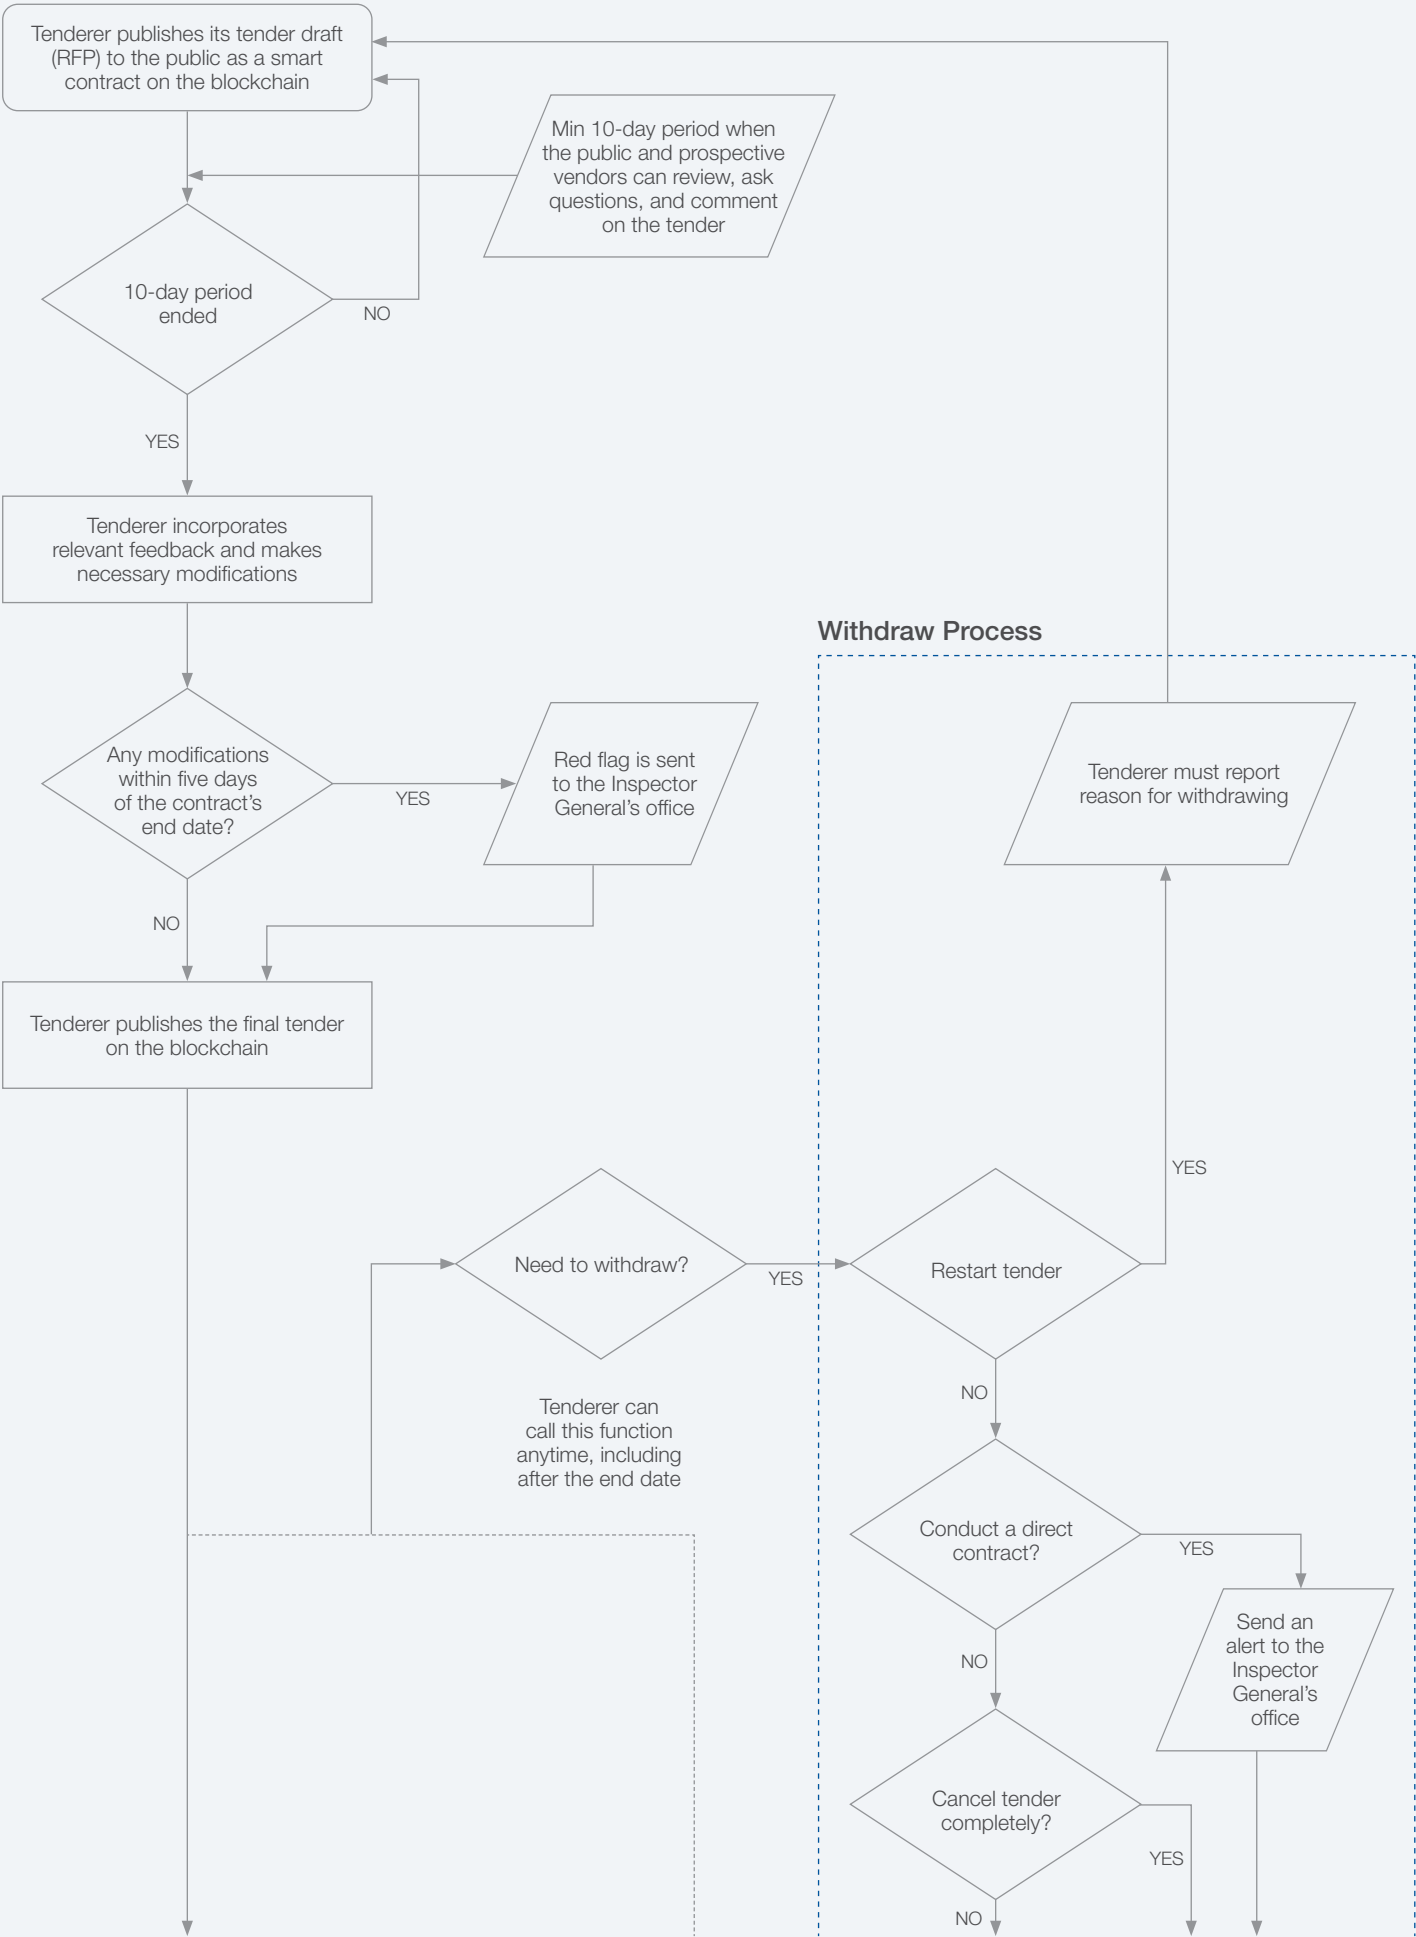 Tenderer publishes its tender draft
(RFP) to the public as a smart
contract on the blockchain
Min 10-day period when
the public and prospective
vendors can review, ask
questions, and comment
on the tender
10-day period
ended
NO
YES
Tenderer incorporates
relevant feedback and makes
necessary modifications
Withdraw Process
Any modifications
within five days
of the contract's
end date?
YES
Red flag is sent
to the Inspector
General's office
Tenderer must report
reason for withdrawing
NO
Tenderer publishes the final tender
on the blockchain
YES
Need to withdraw?
YES
Restart tender
NO
Tenderer can
call this function
anytime, including
after the end date
Conduct a direct
contract?
YES
NO
Send an
alert to the
Inspector
General's
office
Cancel tender
completely?
YES
NO